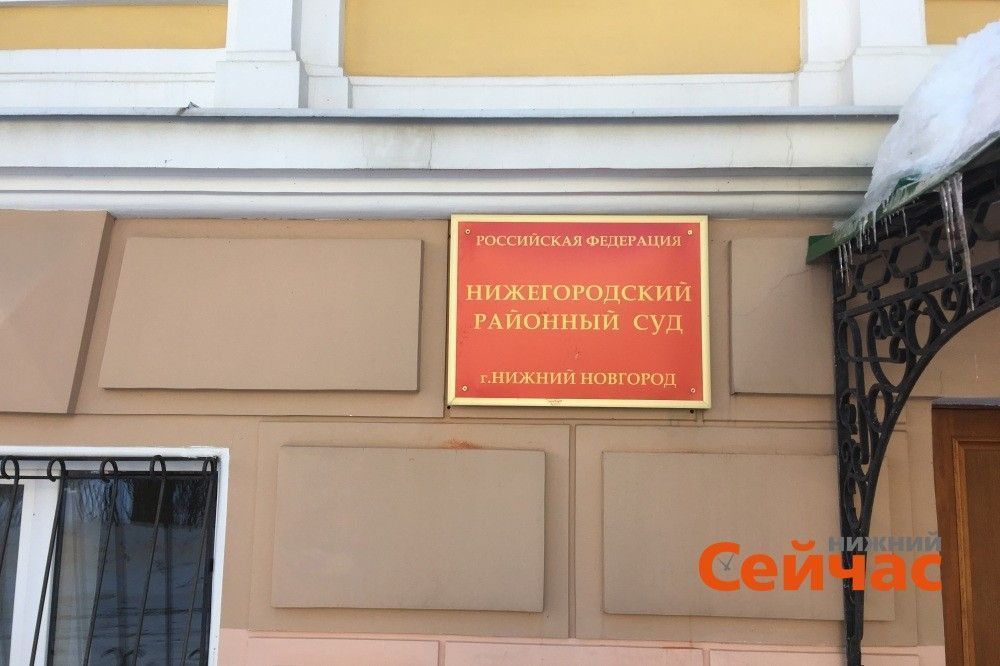 РОССИЙСКАЯ ФЕДЕРАЦИЯ
НИЖЕГОРОДСКИЙ
РАЙОННЫЙ СУД
г.НИЖНИЙ НОВГОРОД
НИЖНИЙ
Сейчас